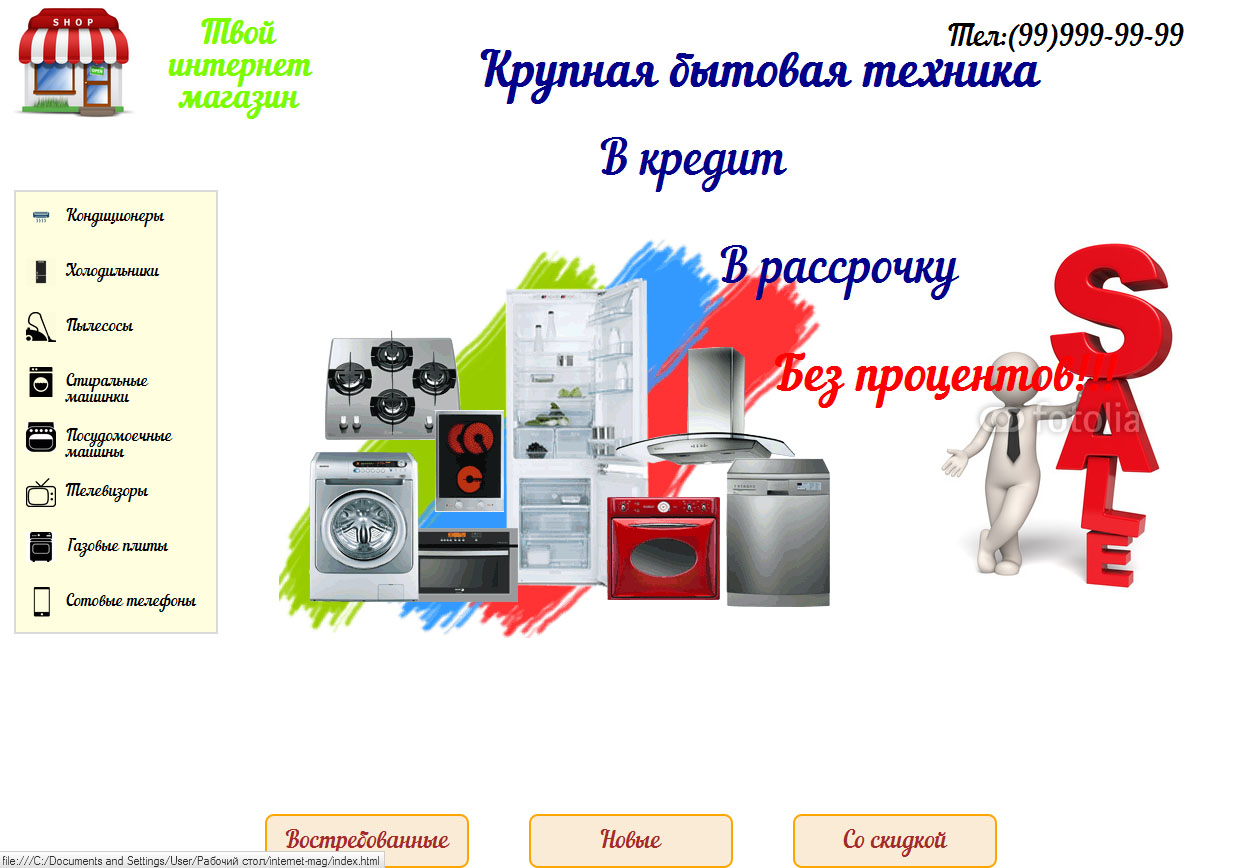 SHOP
OPEN
Твой
интернет
магазин
Тел:(99)999-99-99
Крупная бытовая техника
В кредит
В рассрочку
Без процентов!!!
SALE
fotolia
Кондиционеры
Холодильники
Пылесосы
Стиральные
машинки
Посудомоечные
машины
Телевизоры
Газовые плиты
Сотовые телефоны
Востребованные
Новые
Со скидкой
file:///C:/Documents and Settings/User/Рабочий стол/internet-mag/index.html